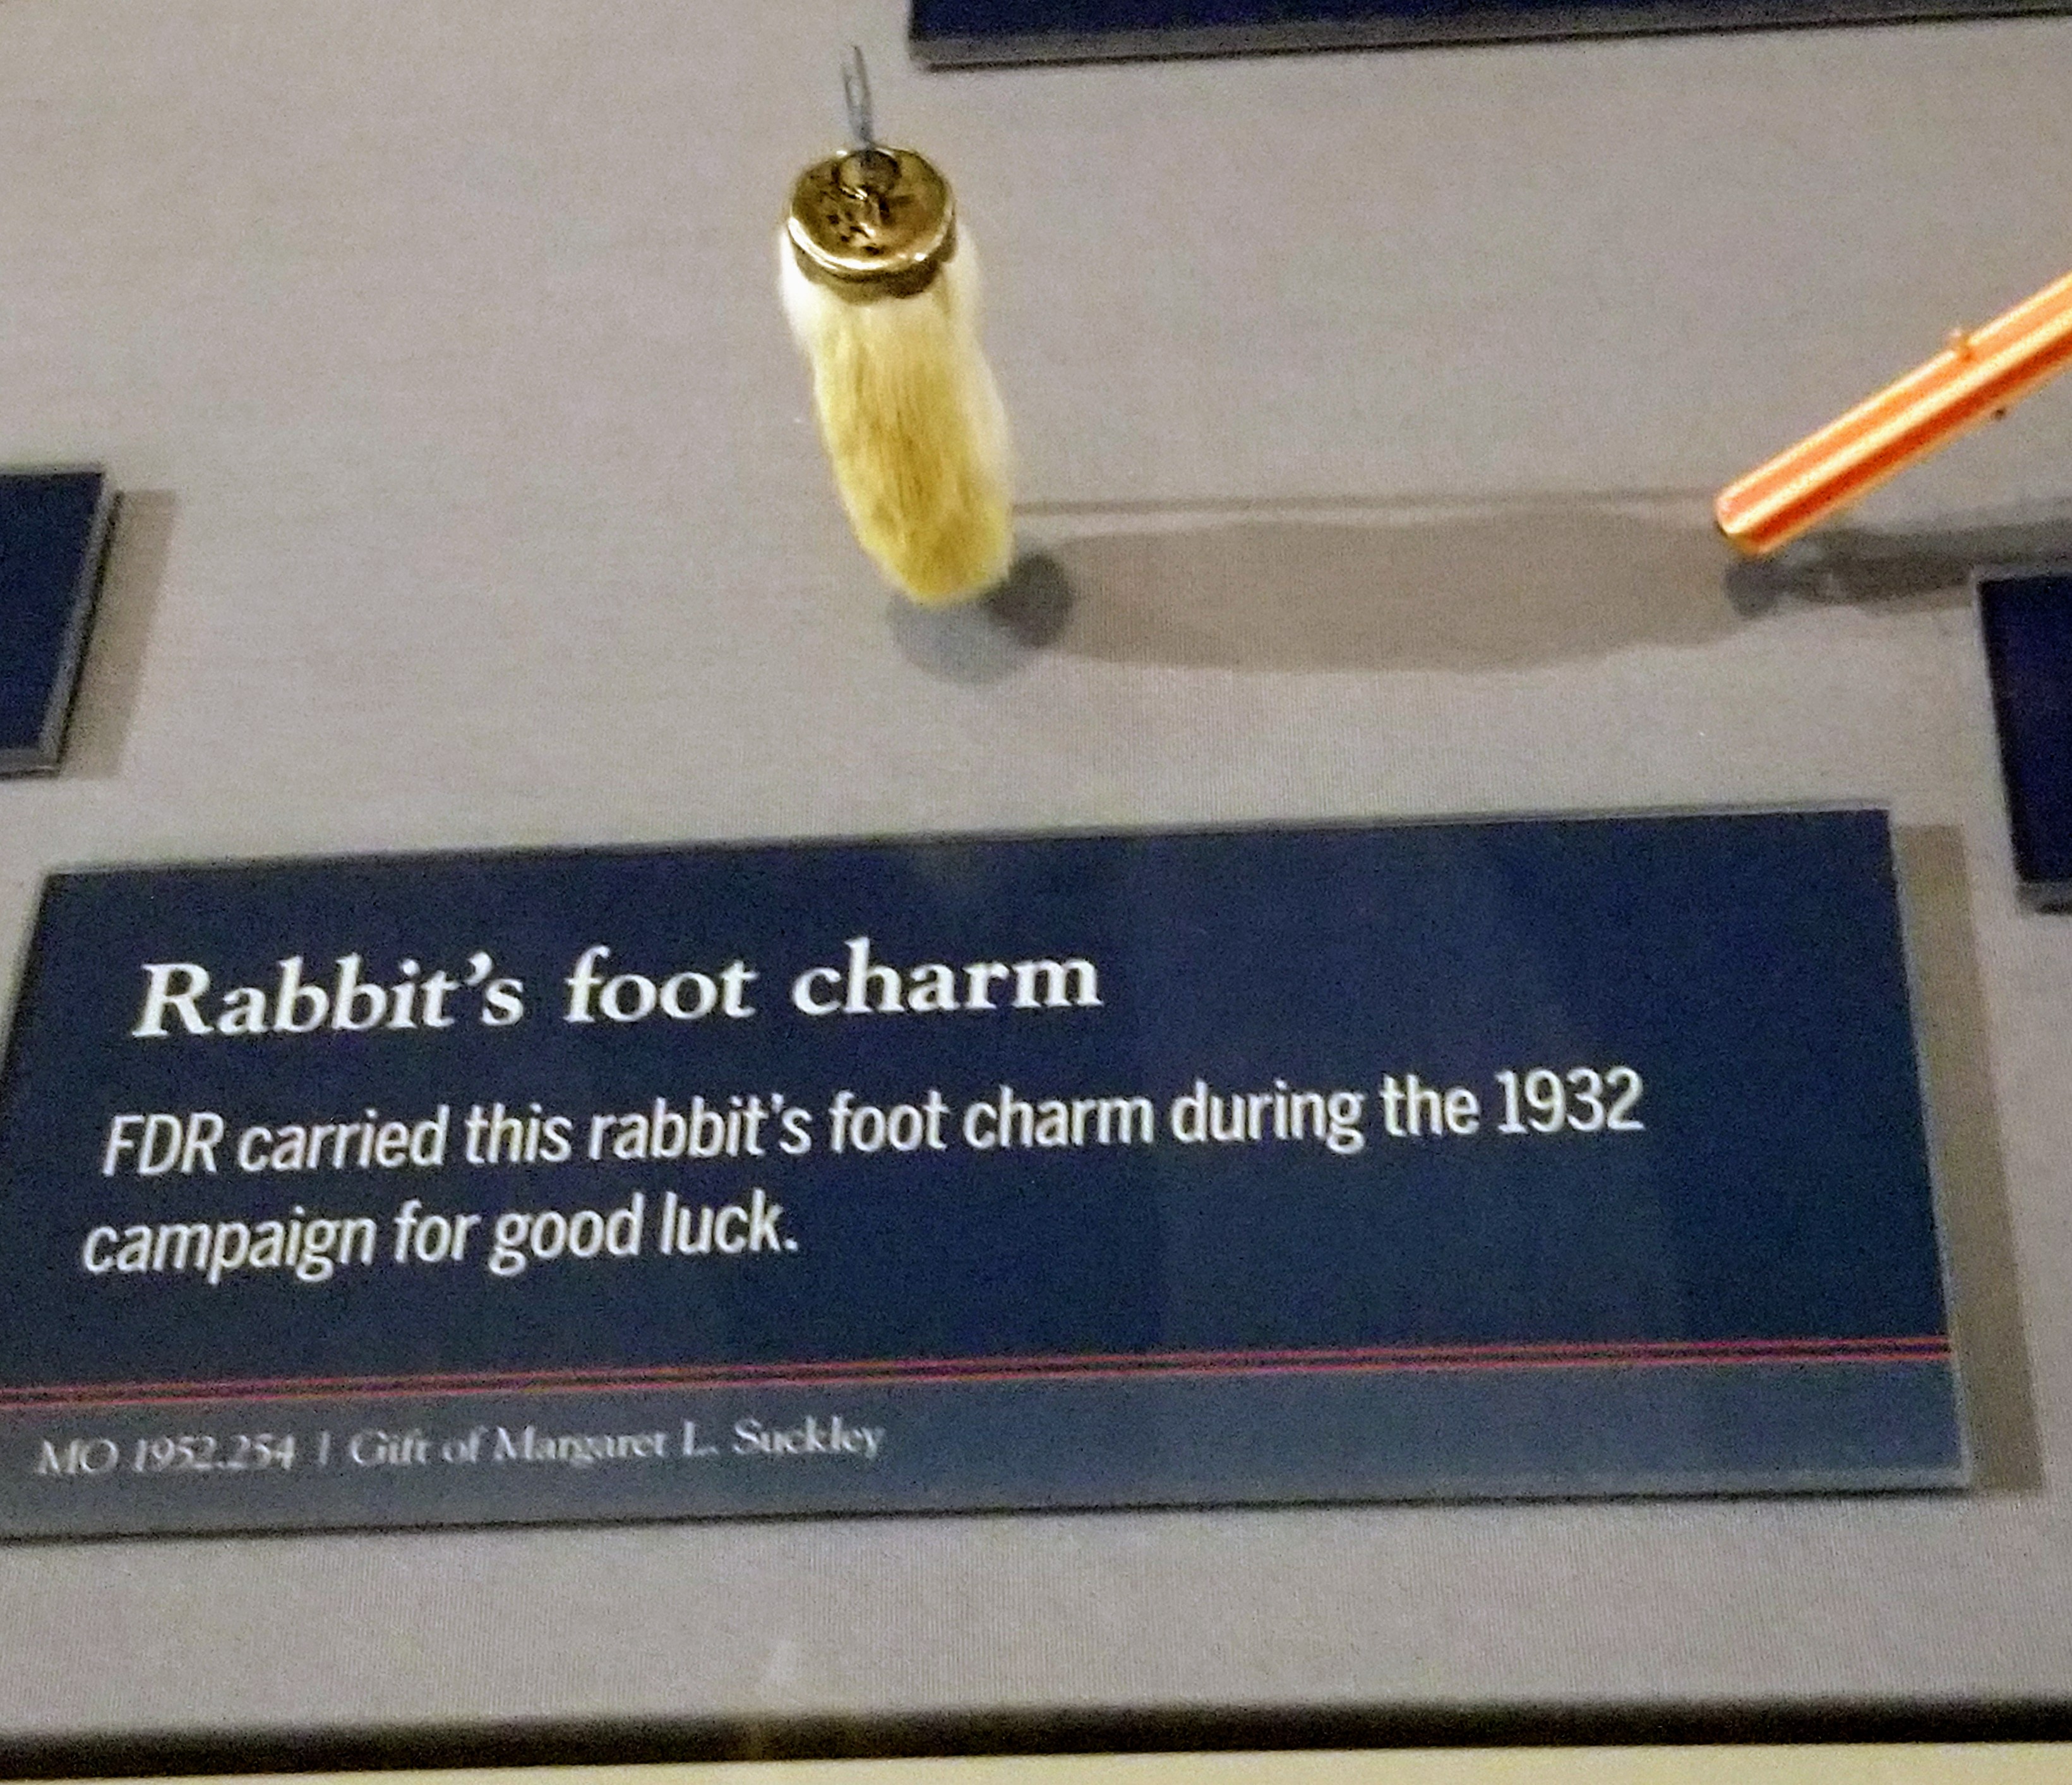 Rabbit’s foot charm
FDR carried this rabbit’s foot charm during the 1932
campaign for good luck.
MO 1952.254 | Gift of Margaret L. Suckley